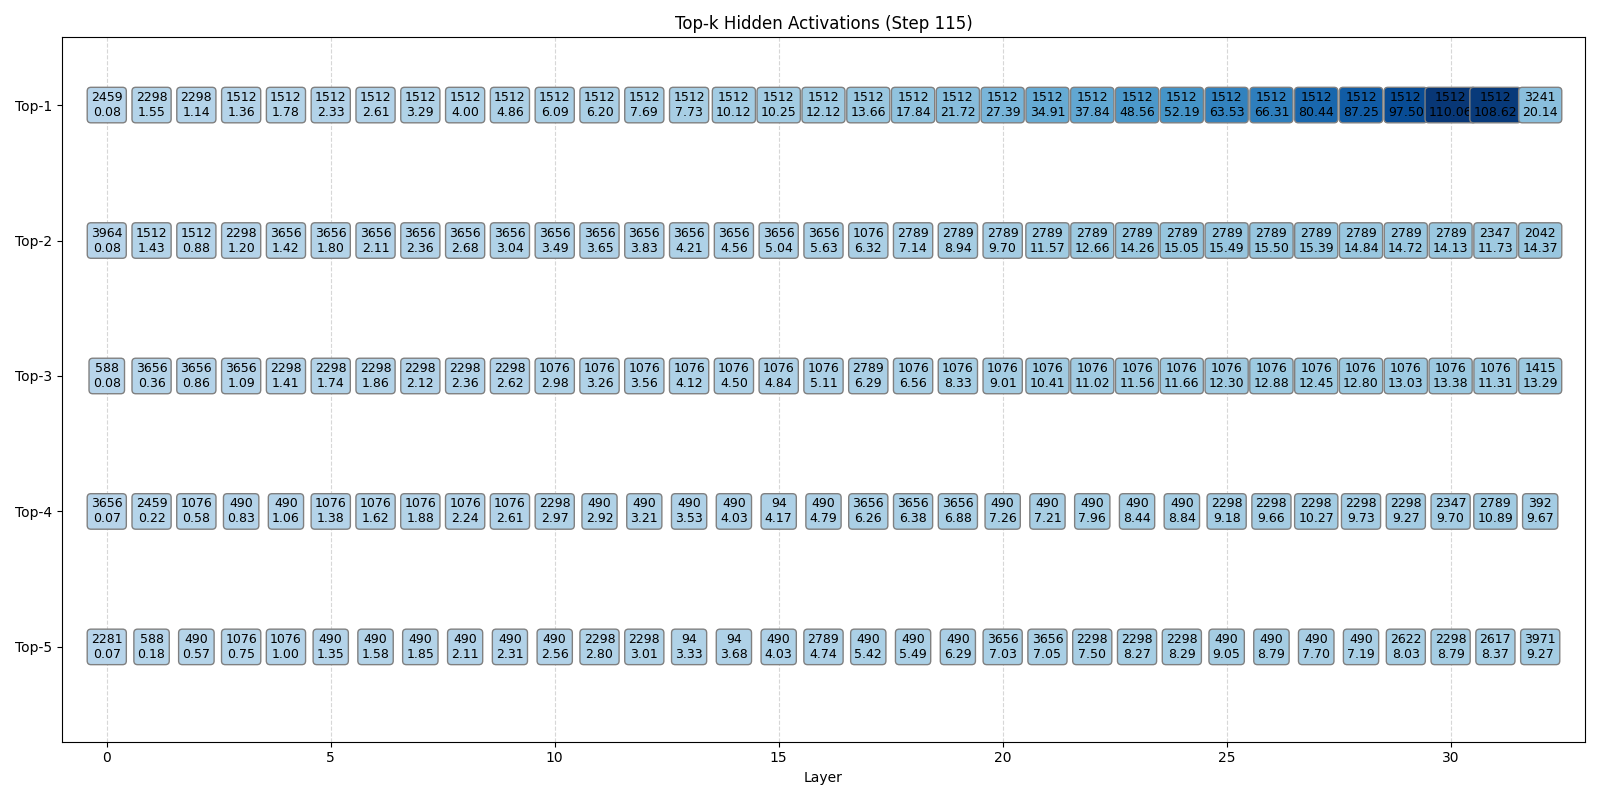 Top-k Hidden Activations (Step 115)
Top-1
2459 2298 2298 1512 1512 1512 1512 1512 1512 1512 1512 1512 1512 1512 1512 1512 1512 1512 1512 1512 1512 1512 1512 1512 1512 1512 1512 1512 1512 1512 1512 1512 3241
0.08 1.55 1.14 1.36 1.78 2.33 2.61 3.29 4.00 4.86 6.09 6.20 7.69 7.73 10.12 10.25 12.12 13.66 17.84 21.72 27.39 34.91 37.84 48.56 52.19 63.53 66.31 80.44 87.25 97.50 110.06 108.62 20.14
Top-2
3964 1512 1512 2298 3656 3656 3656 3656 3656 3656 3656 3656 3656 3656 3656 3656 3656 1076 2789 2789 2789 2789 2789 2789 2789 2789 2789 2789 2789 2789 2789 2347 2042
0.08 1.43 0.88 1.20 1.42 1.80 2.11 2.36 2.68 3.04 3.49 3.65 3.83 4.21 4.56 5.04 5.63 6.32 7.14 8.94 9.70 11.57 12.66 14.26 15.05 15.49 15.50 15.39 14.84 14.72 14.13 11.73 14.37
Top-3
588 3656 3656 3656 2298 2298 2298 2298 2298 2298 1076 1076 1076 1076 1076 1076 1076 2789 1076 1076 1076 1076 1076 1076 1076 1076 1076 1076 1076 1076 1076 1076 1415
0.08 0.36 0.86 1.09 1.41 1.74 1.86 2.12 2.36 2.62 2.98 3.26 3.56 4.12 4.50 4.84 5.11 6.29 6.56 8.33 9.01 10.41 11.02 11.56 11.66 12.30 12.88 12.45 12.80 13.03 13.38 11.31 13.29
Top-4
3656 2459 1076 490 490 1076 1076 1076 1076 1076 2298 490 490 490 490 94 490 3656 3656 3656 490 490 490 490 490 2298 2298 2298 2298 2298 2347 2789 392
0.07 0.22 0.58 0.83 1.06 1.38 1.62 1.88 2.24 2.61 2.97 2.92 3.21 3.53 4.03 4.17 4.79 6.26 6.38 6.88 7.26 7.21 7.96 8.44 8.84 9.18 9.66 10.27 9.73 9.27 9.70 10.89 9.67
Top-5
2281 588 490 1076 1076 490 490 490 490 490 490 2298 2298 94 94 490 2789 490 490 490 3656 3656 2298 2298 2298 490 490 490 490 2622 2298 2617 3971
0.07 0.18 0.57 0.75 1.00 1.35 1.58 1.85 2.11 2.31 2.56 2.80 3.01 3.33 3.68 4.03 4.74 5.42 5.49 6.29 7.03 7.05 7.50 8.27 8.29 9.05 8.79 7.70 7.19 8.03 8.79 8.37 9.27
0 5 10 15 20 25 30
Layer